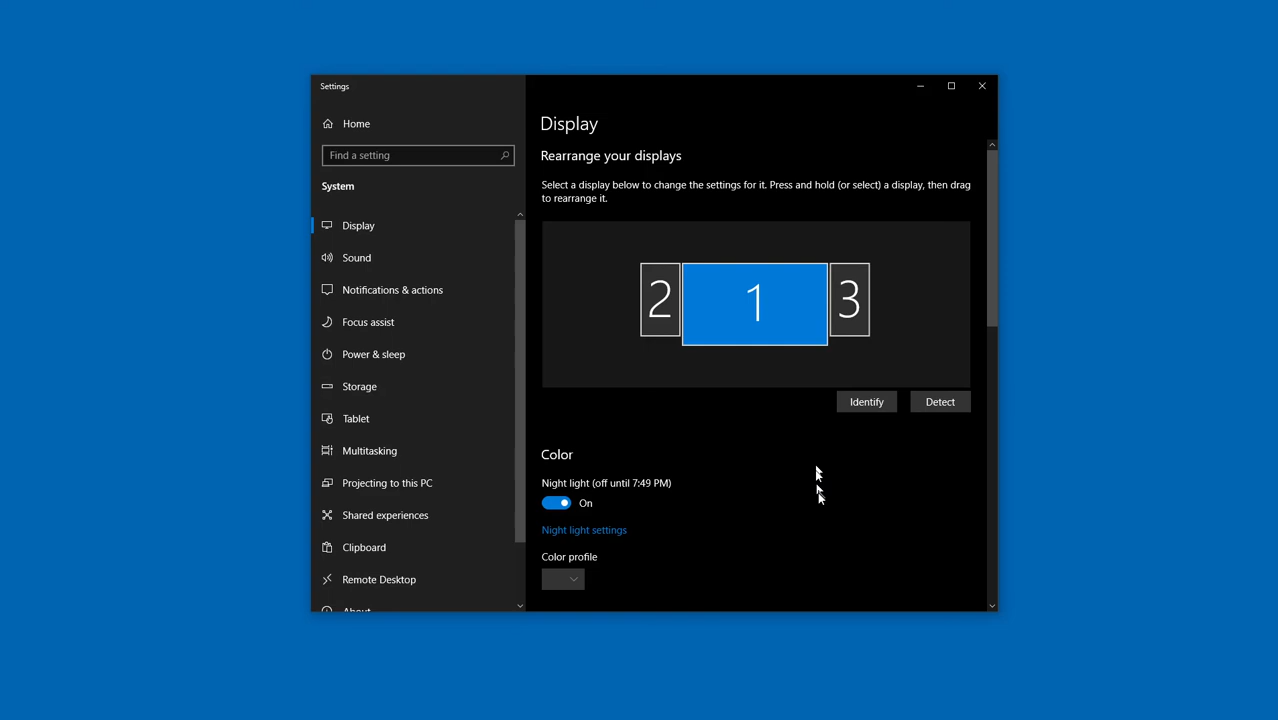 Settings
Home
Find a setting
System
Display
Sound
Notifications & actions
Focus assist
Power & sleep
Storage
Tablet
Multitasking
Projecting to this PC
Shared experiences
Clipboard
Remote Desktop
About
Display
Rearrange your displays
Select a display below to change the settings for it. Press and hold (or select) a display, then drag
to rearrange it.
2 1 3
Identify Detect
Color
Night light (off until 7:49 PM)
On
Night light settings
Color profile